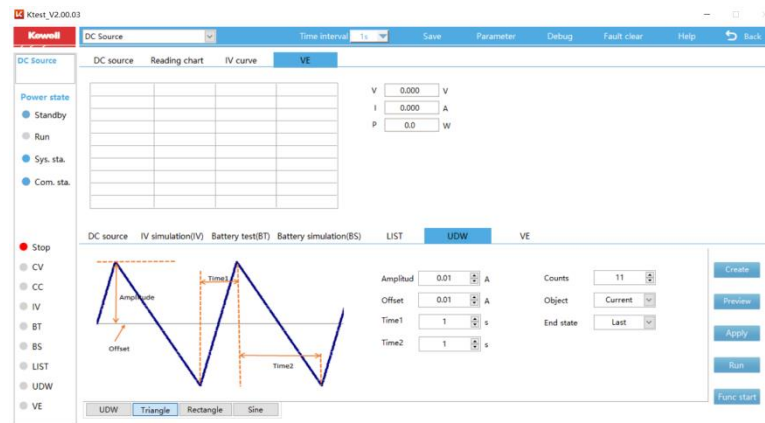 Ktest_V2.00.03
Kewell DC Source Time interval 1s Save Parameter Debug Fault clear Help Back
DC Source DC source Reading chart IV curve VE
V 0.000 V
I 0.000 A
P 0.0 W
Power state
Standby
Run
Sys. sta.
Com. sta.
DC source IV simulation(IV) Battery test(BT) Battery simulation(BS) LIST UDW VE
Stop
CV
CC
IV
BT
BS
LIST
UDW
VE
Amplitude
Offset
Time1
Time2
Amplitud 0.01 A Counts 11
Offset 0.01 A Object Current
Time1 1 s End state Last
Time2 1 s
Create
Preview
Apply
Run
Func start
UDW Triangle Rectangle Sine